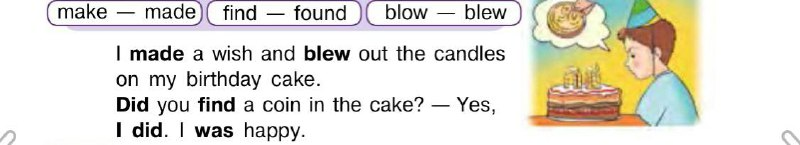 make — made find — found blow — blew
I made a wish and blew out the candles
on my birthday cake.
Did you find a coin in the cake? — Yes,
I did. I was happy.